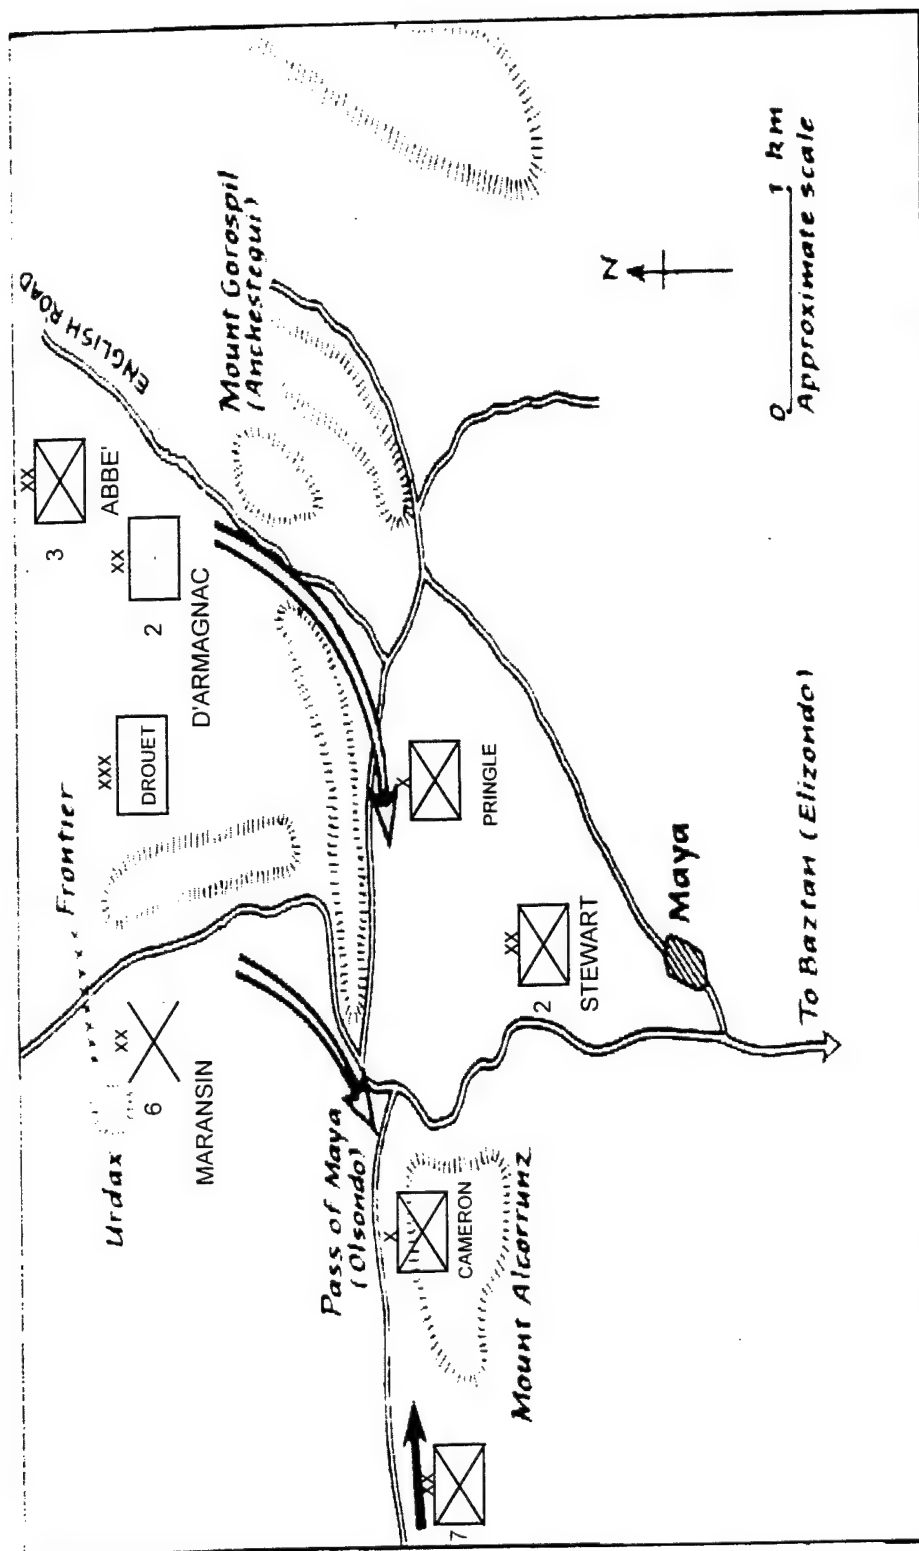 ENGLISH ROAD
XX
3
ABBE'
XX
2
D'ARMAGNAC
XXX
DROUET
Frontier
Urdax
XX
6
MARANSIN
Mount Gorospil
(Anchestegui)
Pass of Maya
(Olsondo)
X
PRINGLE
X
CAMERON
Mount Alcorrunz
XX
7
XX
2
STEWART
Maya
N
To Baztan (Elizondo)
0 1 km
Approximate scale